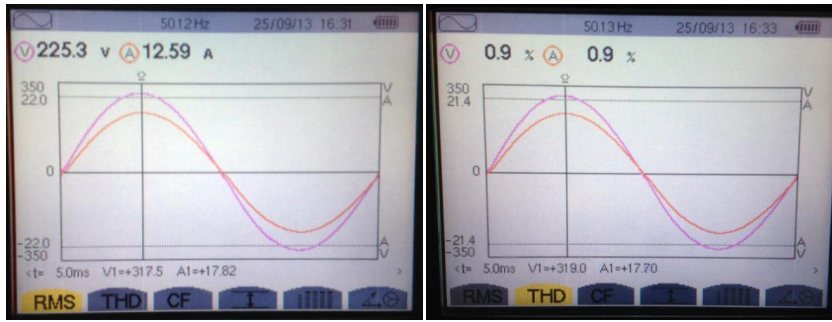 50.12Hz 25/09/13 16:31
V 225.3 V A 12.59 A
350 V
22.0 A
0
-22.0 A
-350 V
<t= 5.0ms V1=+317.5 A1=+17.82 >
RMS THD CF
50.13Hz 25/09/13 16:33
V 0.9 % A 0.9 %
350 V
21.4 A
0
-21.4 A
-350 V
<t= 5.0ms V1=+319.0 A1=+17.70 >
RMS THD CF